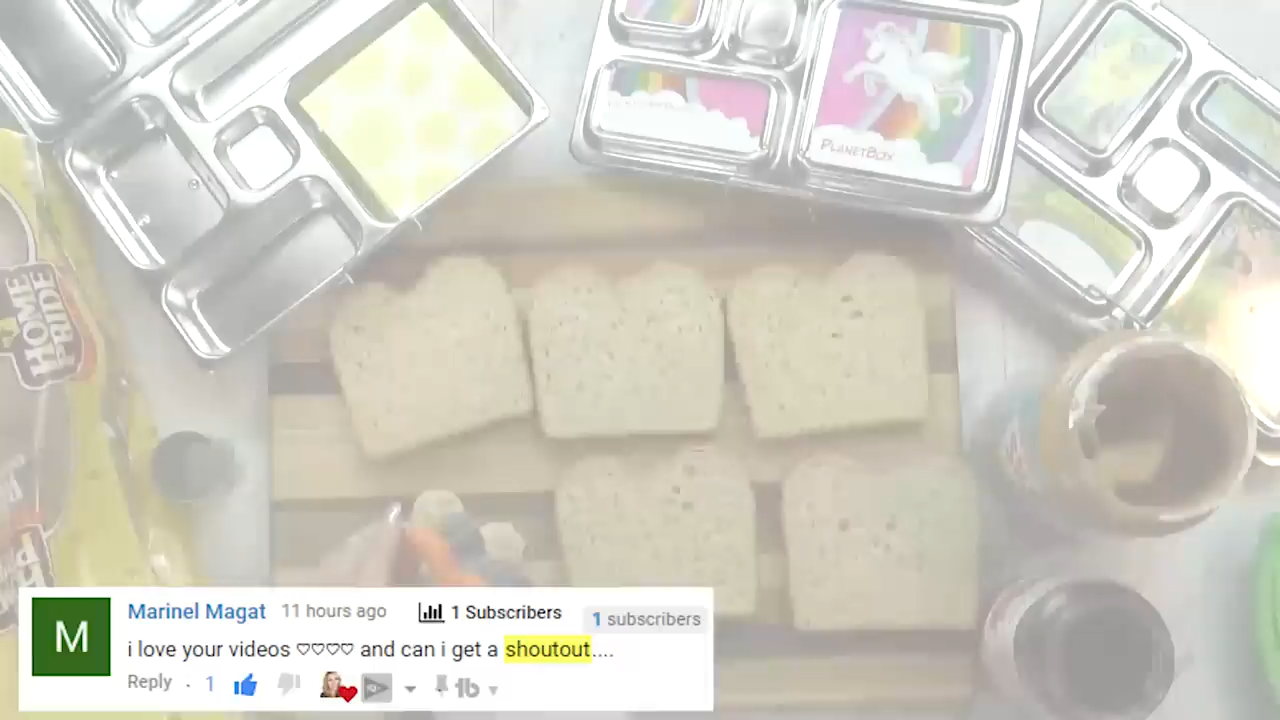 PLANETBOX
HOME
PRIDE
M
Marinel Magat 11 hours ago 1 Subscribers 1 subscribers
i love your videos ♡♡♡♡ and can i get a shoutout....
Reply . 1